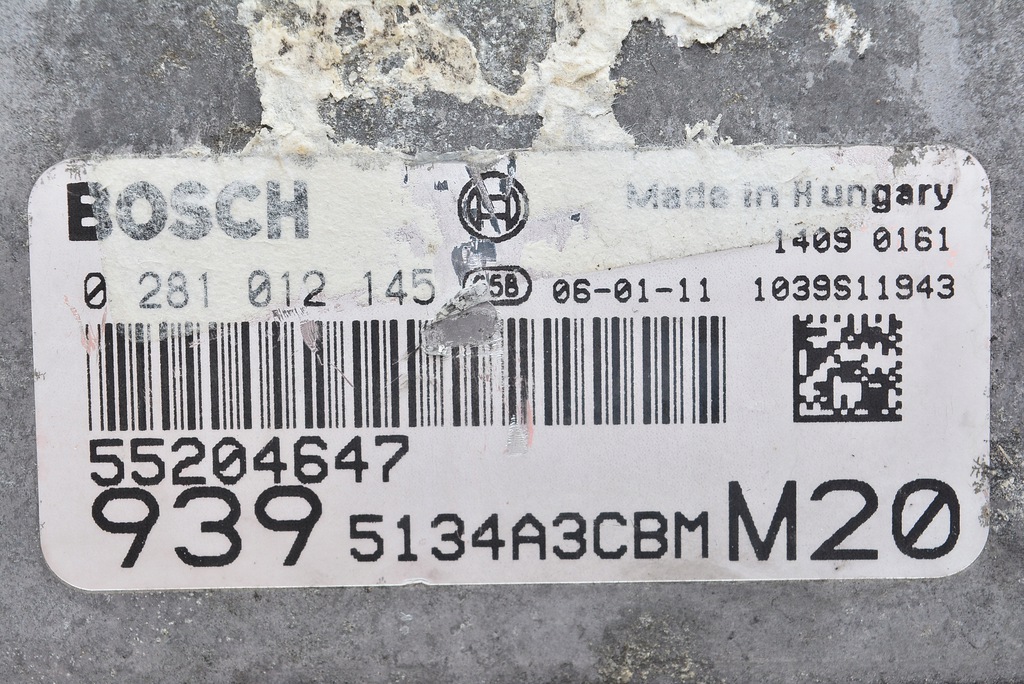 BOSCH
Made in Hungary
1409 0161
0 281 012 145
06-01-11
1039S11943
55204647
939 5134A3CBM M20